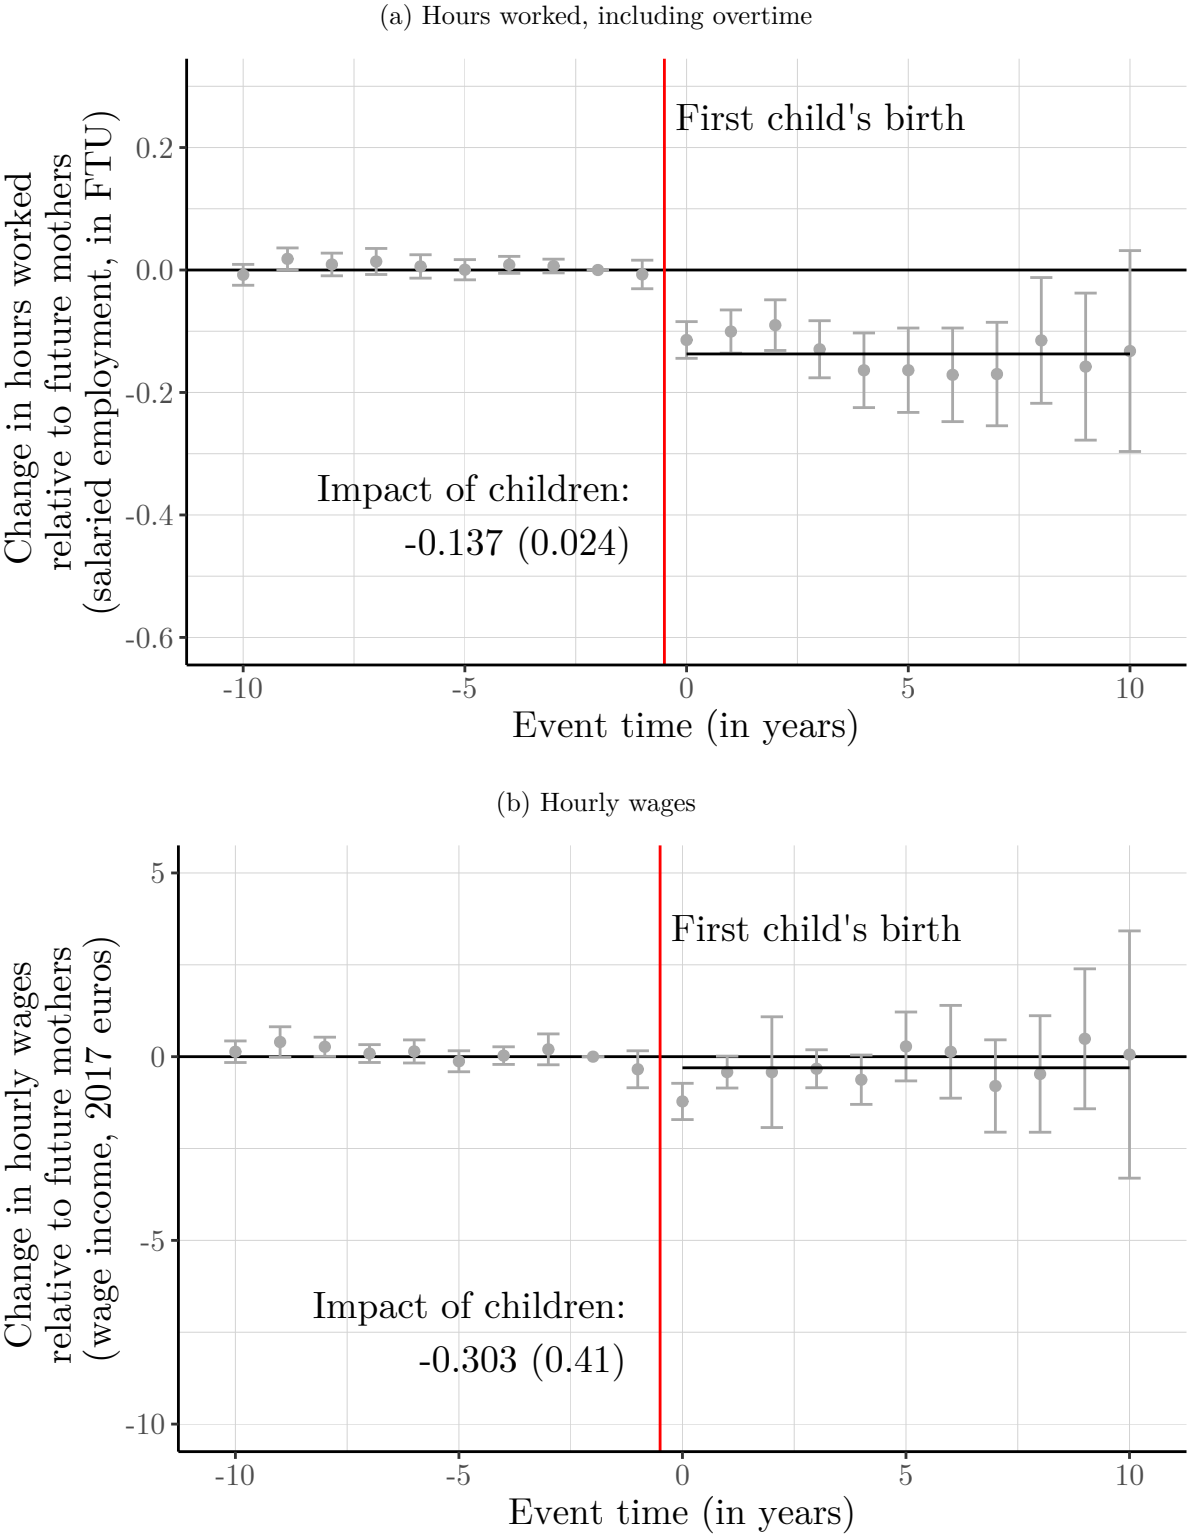 (a) Hours worked, including overtime
Change in hours worked
relative to future mothers
(salaried employment, in FTU)
0.2
0.0
-0.2
-0.4
-0.6
First child's birth
Impact of children:
-0.137 (0.024)
-10 -5 0 5 10
Event time (in years)
(b) Hourly wages
Change in hourly wages
relative to future mothers
(wage income, 2017 euros)
5
0
-5
-10
First child's birth
Impact of children:
-0.303 (0.41)
-10 -5 0 5 10
Event time (in years)